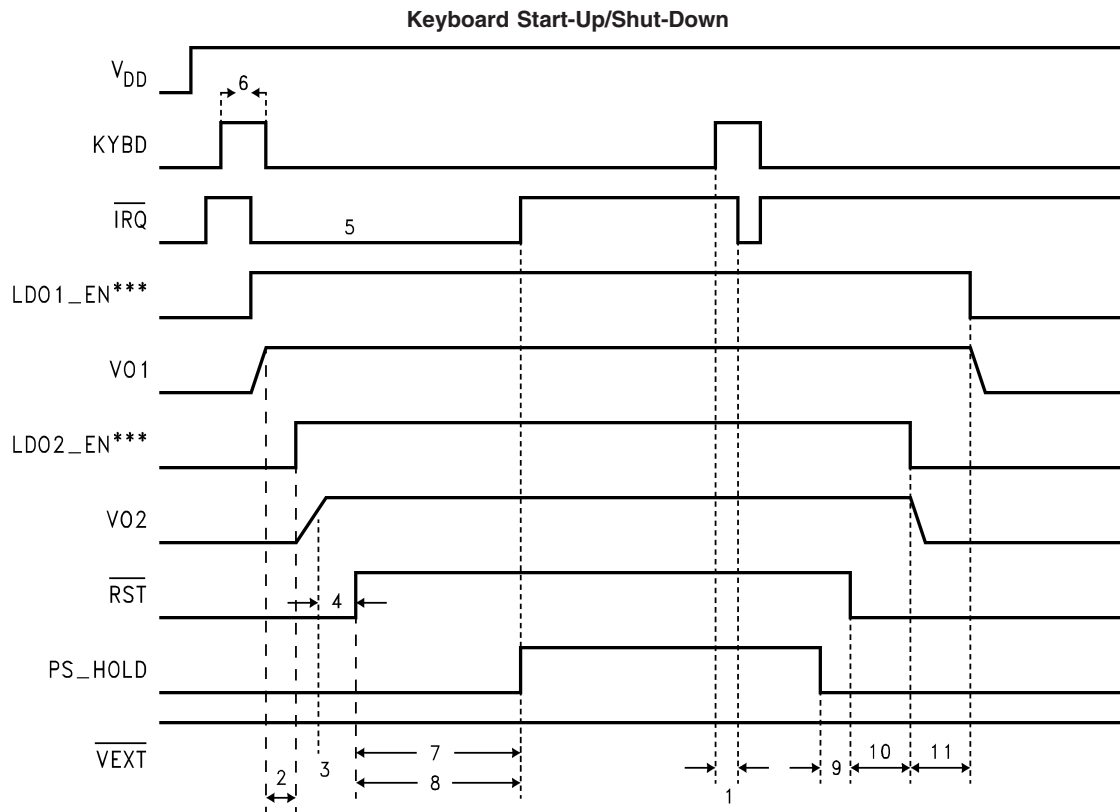 Keyboard Start-Up/Shut-Down
VDD
6
KYBD
IRQ
5
LDO1_EN***
VO1
LDO2_EN***
VO2
RST
4
PS_HOLD
VEXT
2
3
7
8
1
9
10
11